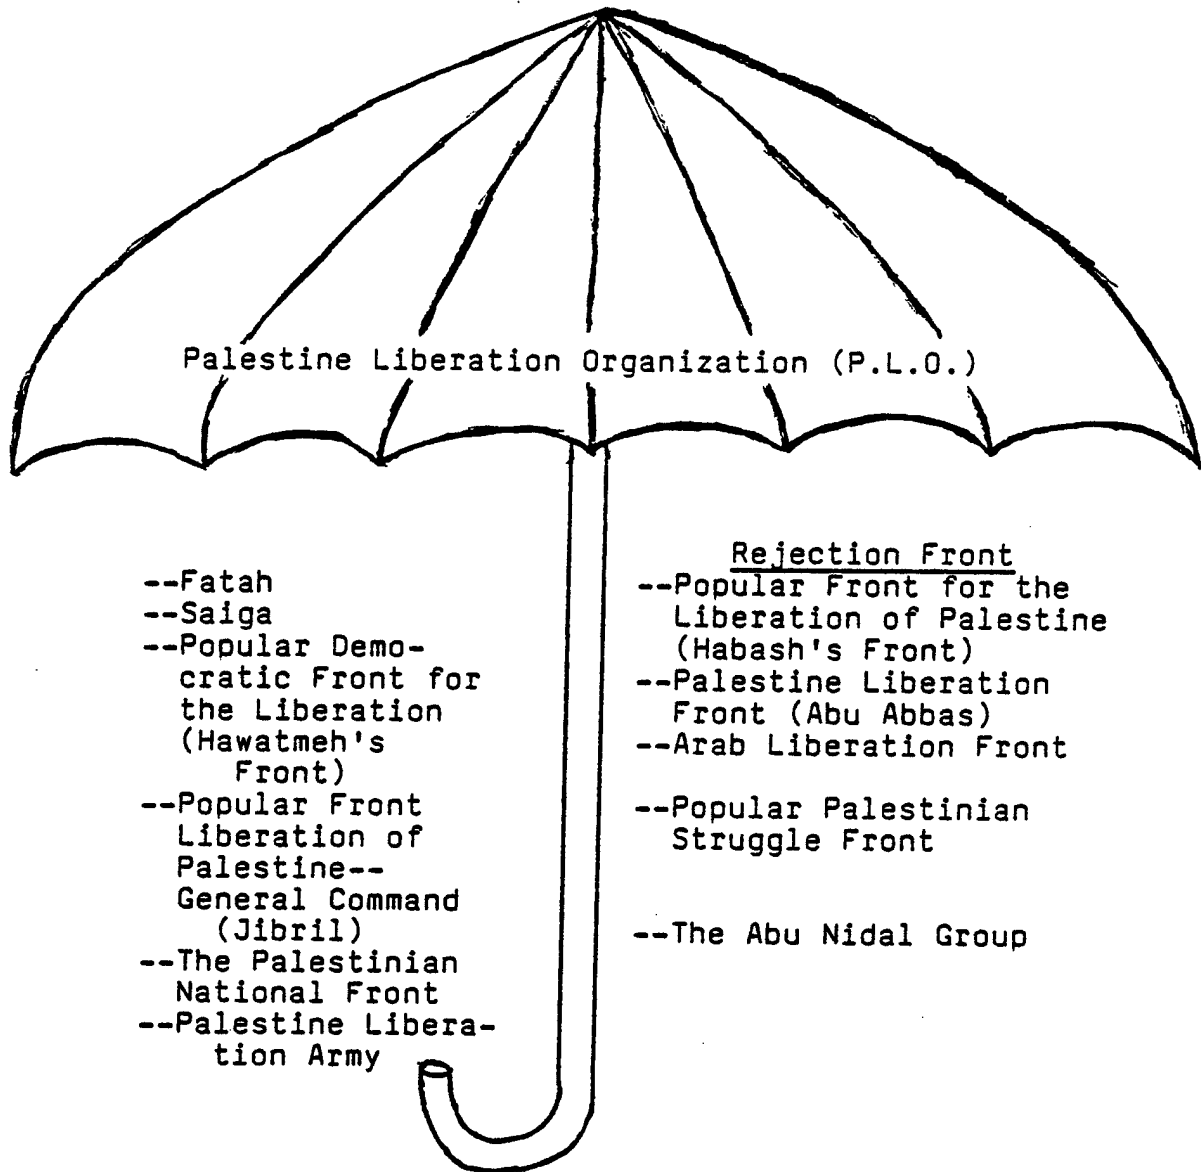 Palestine Liberation Organization (P.L.O.)
--Fatah
--Saiga
--Popular Demo-
cratic Front for
the Liberation
(Hawatmeh's
Front)
--Popular Front
Liberation of
Palestine--
General Command
(Jibril)
--The Palestinian
National Front
--Palestine Libera-
tion Army
Rejection Front
--Popular Front for the
Liberation of Palestine
(Habash's Front)
--Palestine Liberation
Front (Abu Abbas)
--Arab Liberation Front
--Popular Palestinian
Struggle Front
--The Abu Nidal Group